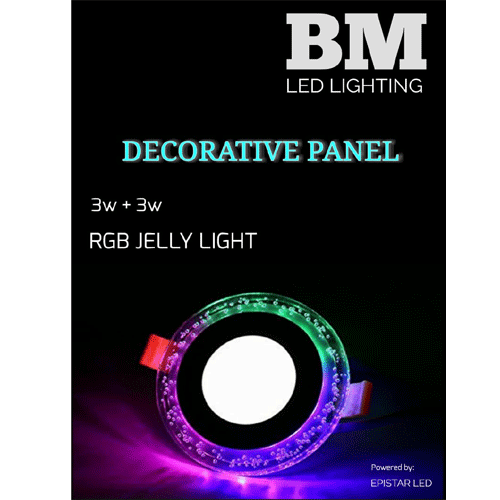 BM
LED LIGHTING
DECORATIVE PANEL
3w + 3w
RGB JELLY LIGHT
Powered by:
EPISTAR LED